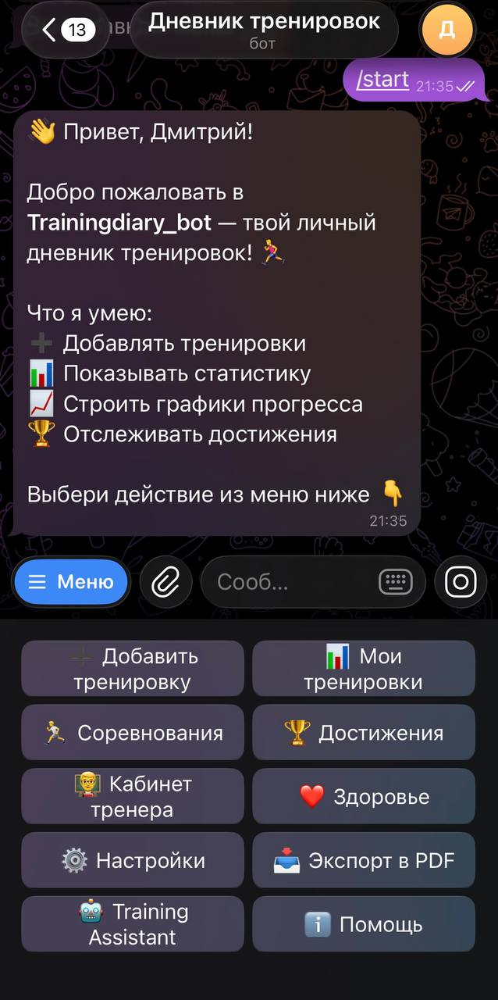 13
Дневник тренировок
бот
Д
/start 21:35
👋 Привет, Дмитрий!
Добро пожаловать в
Trainingdiary_bot — твой личный
дневник тренировок! 🏃
Что я умею:
➕ Добавлять тренировки
📊 Показывать статистику
📈 Строить графики прогресса
🏆 Отслеживать достижения
Выбери действие из меню ниже 👇
21:35
Меню
Сооб...
➕ Добавить
тренировку
📊 Мои
тренировки
🏃 Соревнования
🏆 Достижения
👨‍🏫 Кабинет
тренера
❤️ Здоровье
⚙️ Настройки
📥 Экспорт в PDF
🤖 Training
Assistant
ℹ️ Помощь